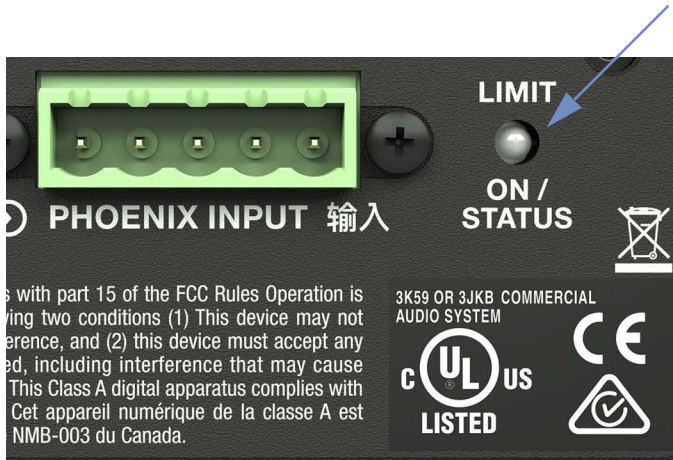 LIMIT
ON /
STATUS
PHOENIX INPUT 输入
s with part 15 of the FCC Rules Operation is
ving two conditions (1) This device may not
erence, and (2) this device must accept any
ed, including interference that may cause
This Class A digital apparatus complies with
Cet appareil numérique de la classe A est
NMB-003 du Canada.
3K59 OR 3JKB COMMERCIAL
AUDIO SYSTEM
C UL ® US
LISTED
CE